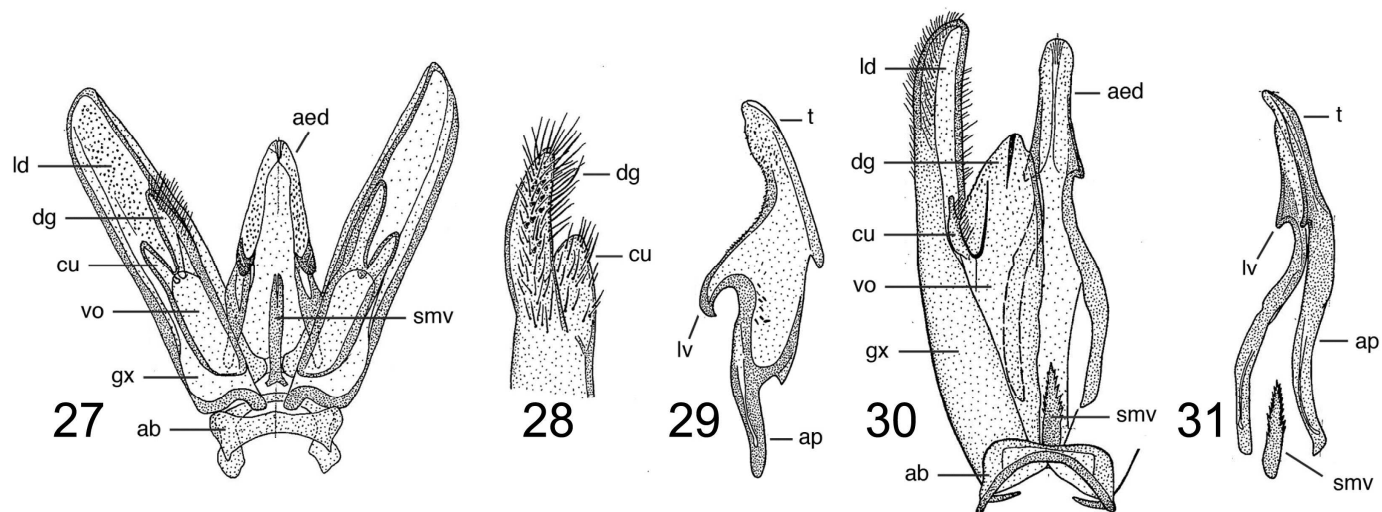 aed
ld
dg
cu
vo
smv
gx
27
ab
dg
cu
28
t
lv
29
ap
ld
aed
dg
cu
vo
gx
30
smv
ab
t
lv
ap
31
smv